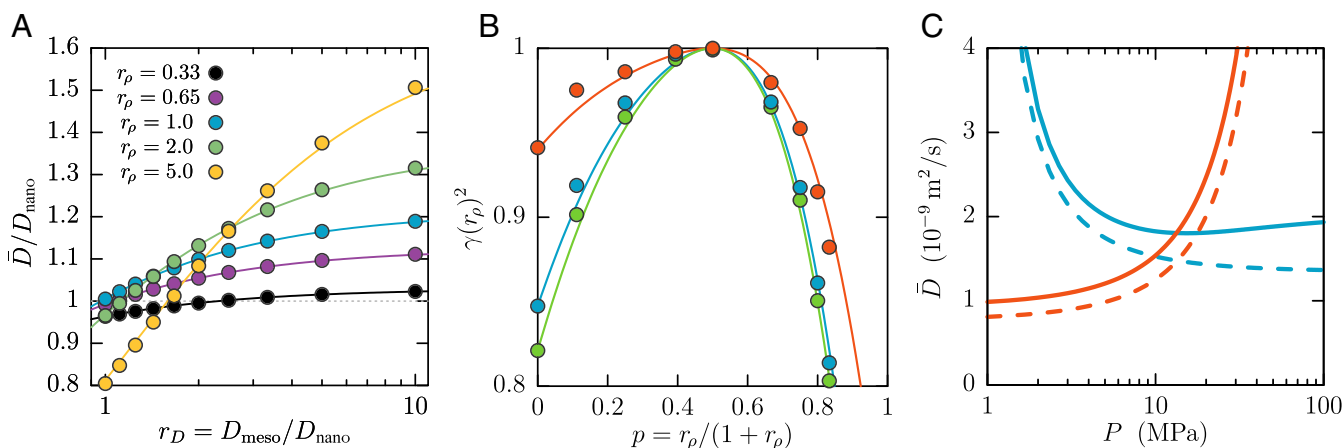 A
1.6
1.5
1.4
1.3
1.2
1.1
1
0.9
0.8
D̄/D_nano
r_ρ = 0.33
r_ρ = 0.65
r_ρ = 1.0
r_ρ = 2.0
r_ρ = 5.0
1
10
r_D = D_meso/D_nano
B
1
0.9
0.8
γ(r_ρ)²
0
0.2
0.4
0.6
0.8
1
p = r_ρ/(1 + r_ρ)
C
4
3
2
1
0
D̄ (10⁻⁹ m²/s)
1
10
100
P (MPa)